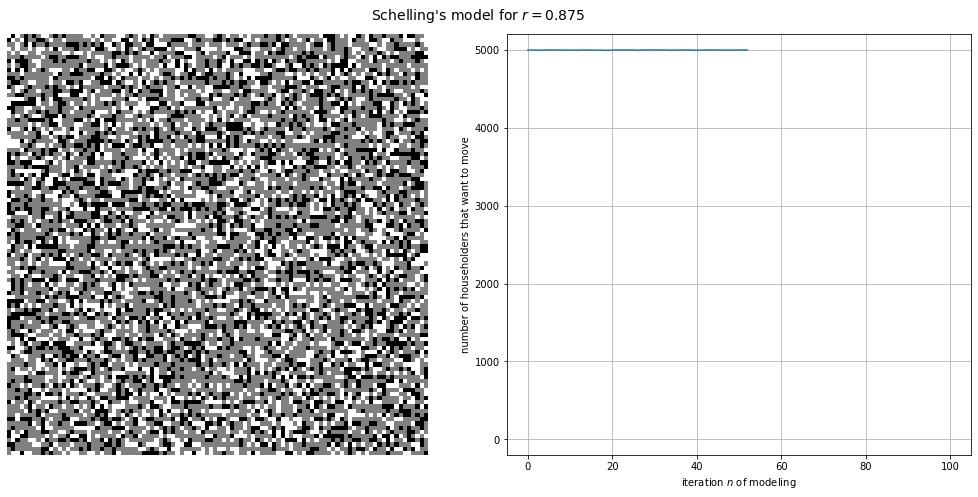 Schelling's model for r = 0.875
number of householders that want to move
5000
4000
3000
2000
1000
0
0 20 40 60 80 100
iteration n of modeling